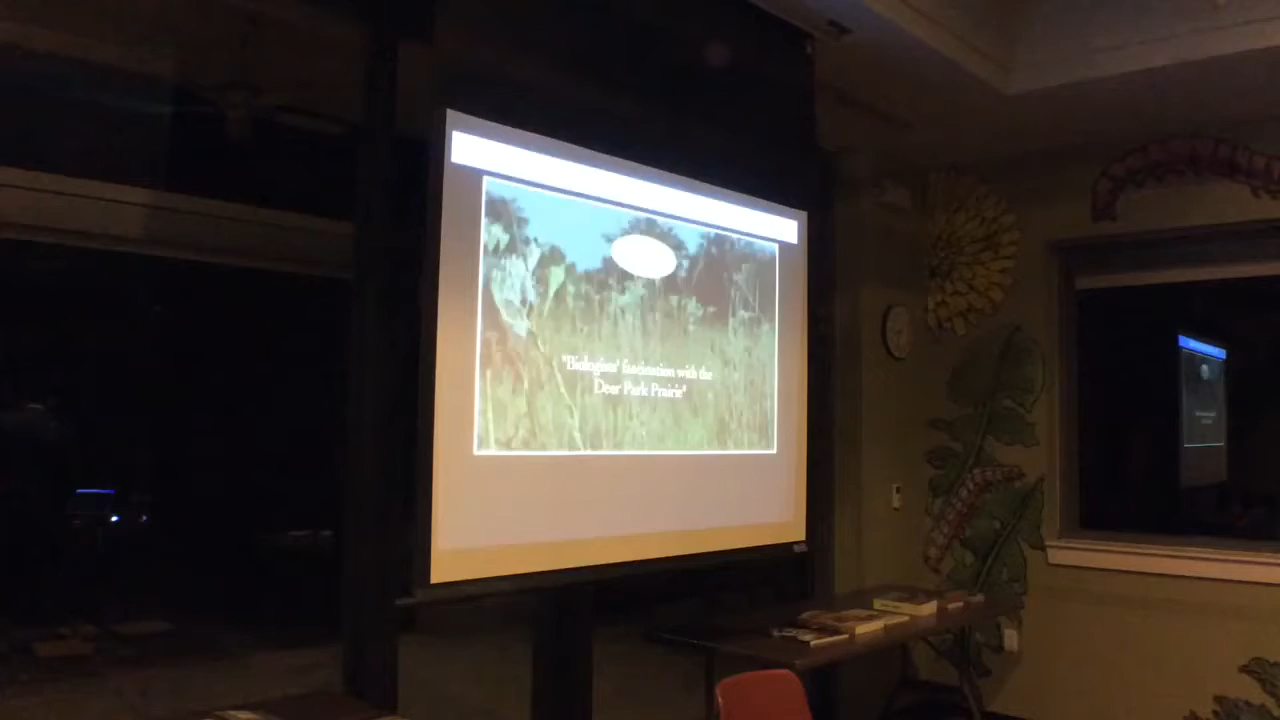 "Biologists' fascination with the
Deer Park Prairie"